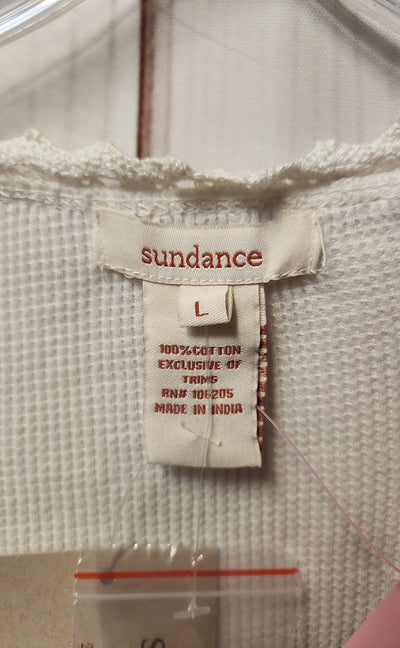 sundance
L
100% COTTON
EXCLUSIVE OF
TRIMS
RN# 106205
MADE IN INDIA